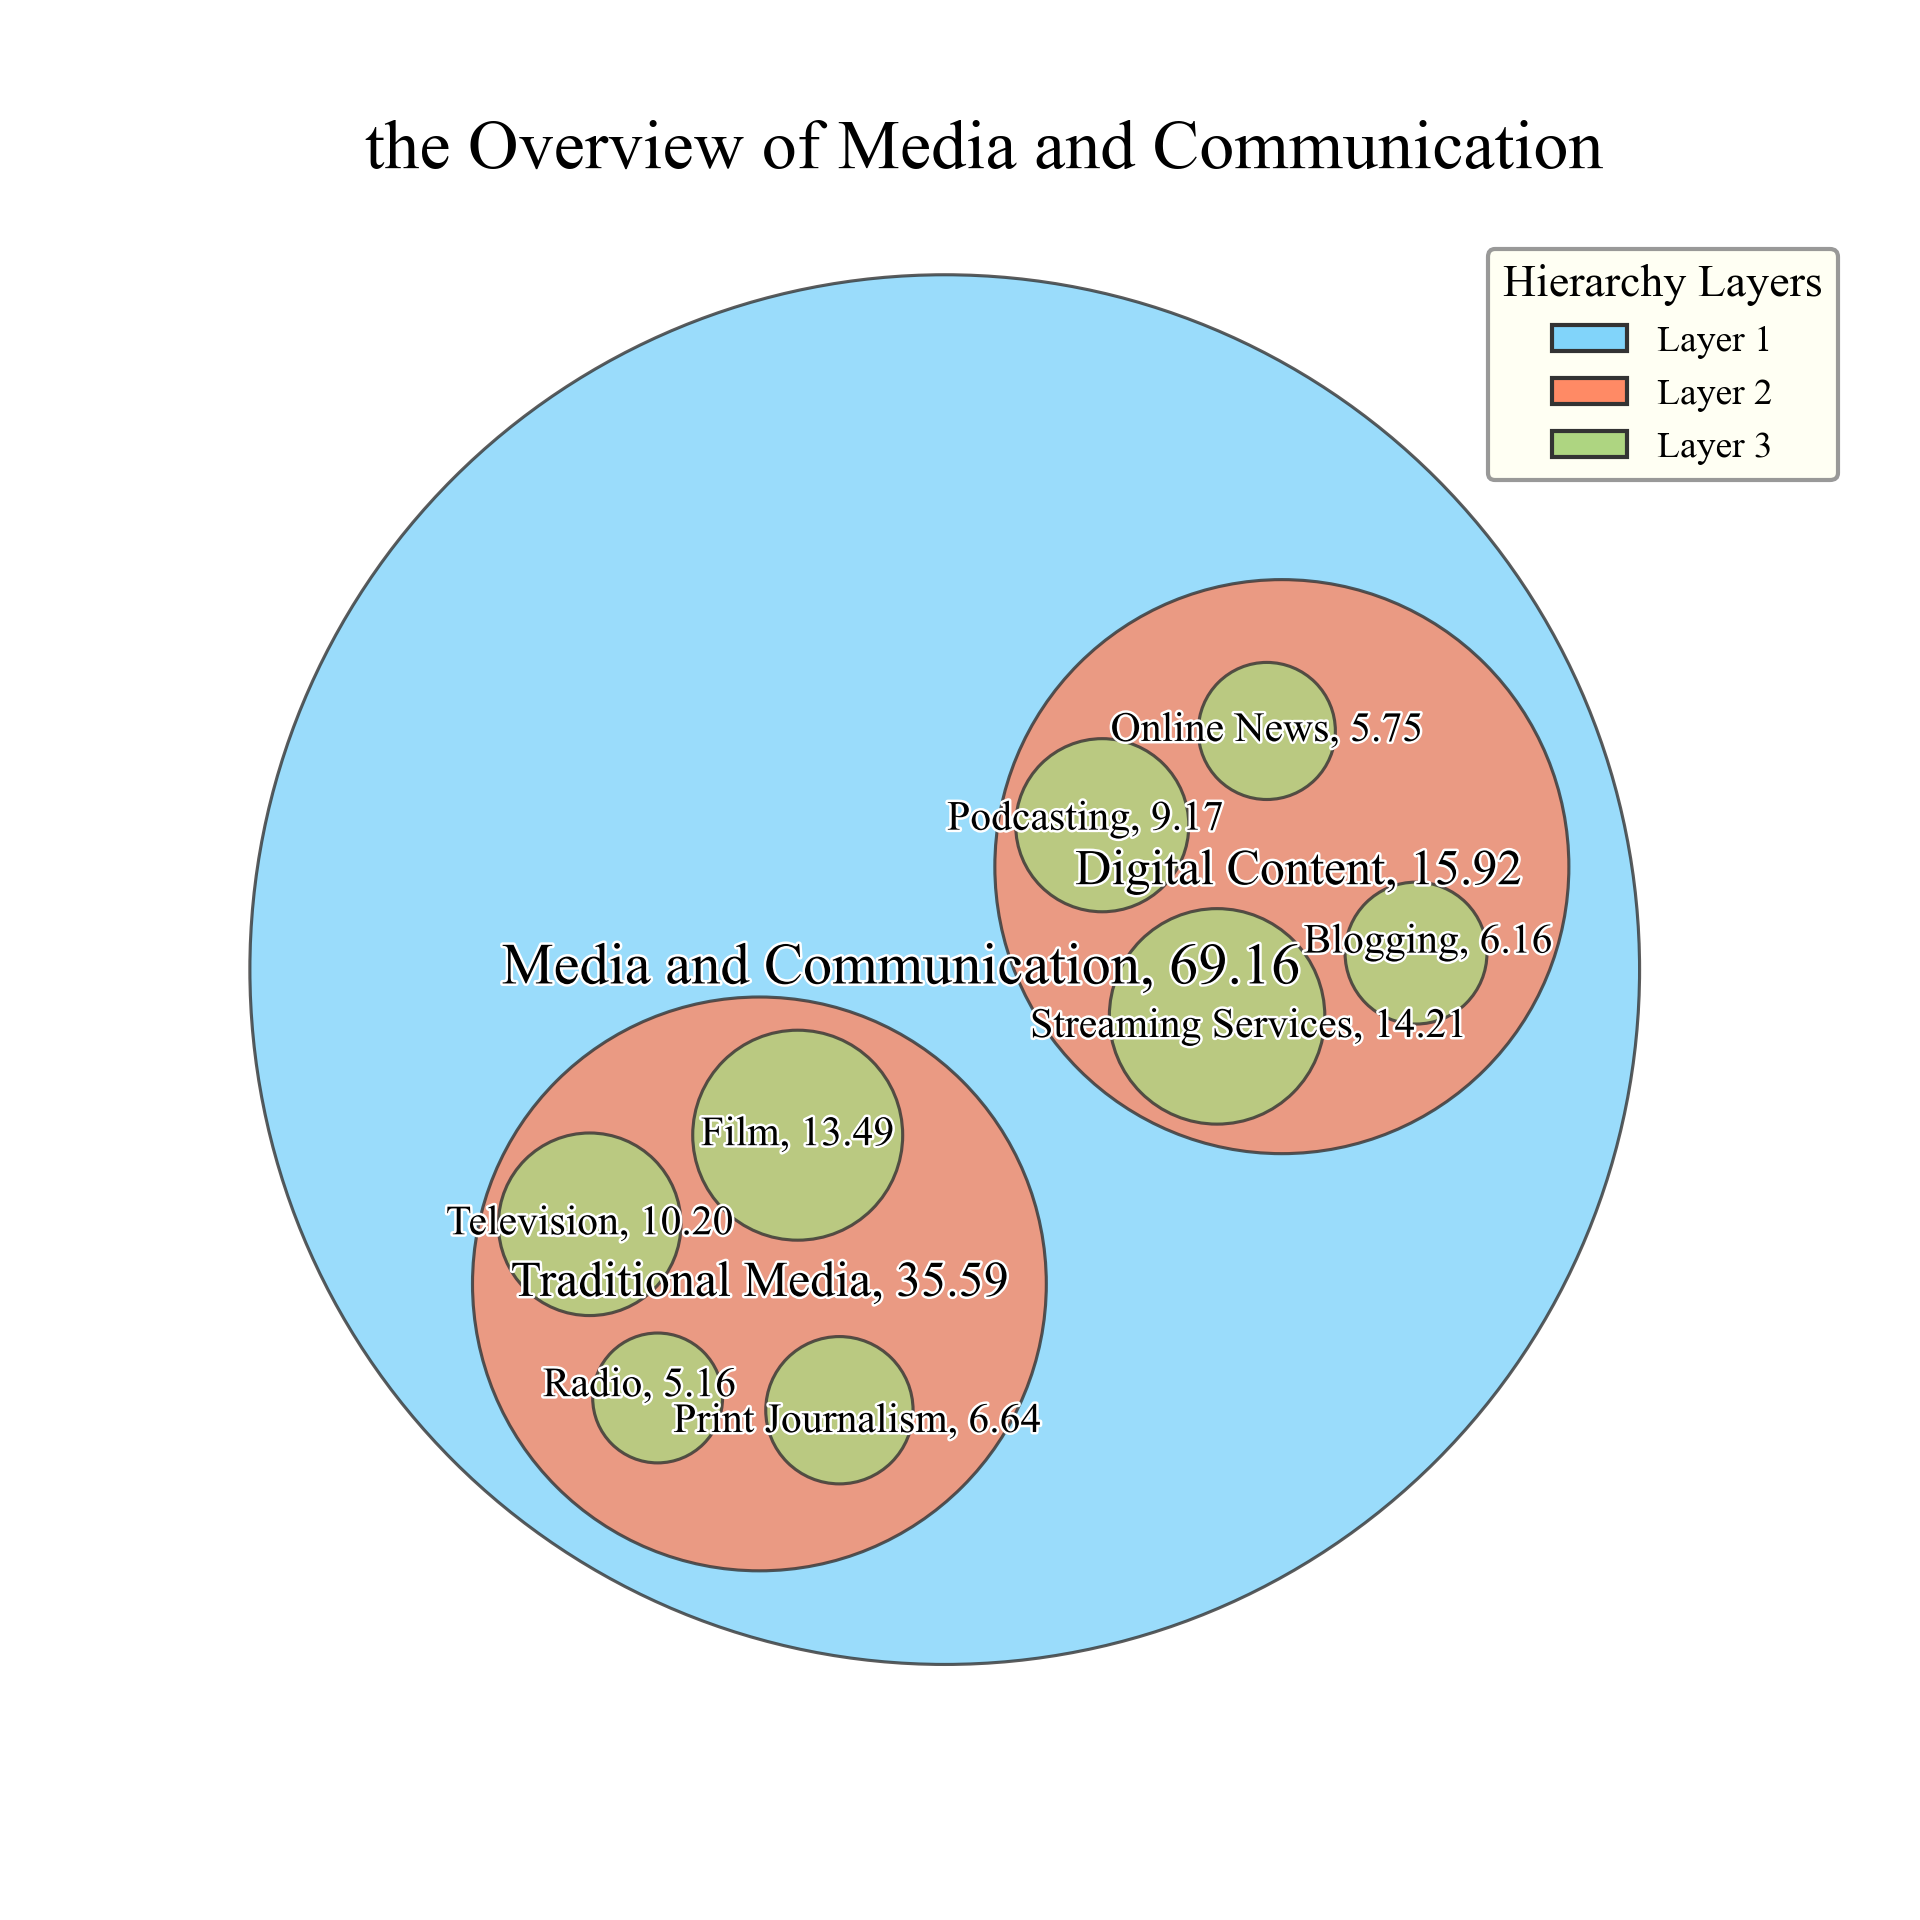 the Overview of Media and Communication
Hierarchy Layers
Layer 1
Layer 2
Layer 3
Online News, 5.75
Podcasting, 9.17
Digital Content, 15.92
Blogging, 6.16
Media and Communication, 69.16
Streaming Services, 14.21
Film, 13.49
Television, 10.20
Traditional Media, 35.59
Radio, 5.16
Print Journalism, 6.64